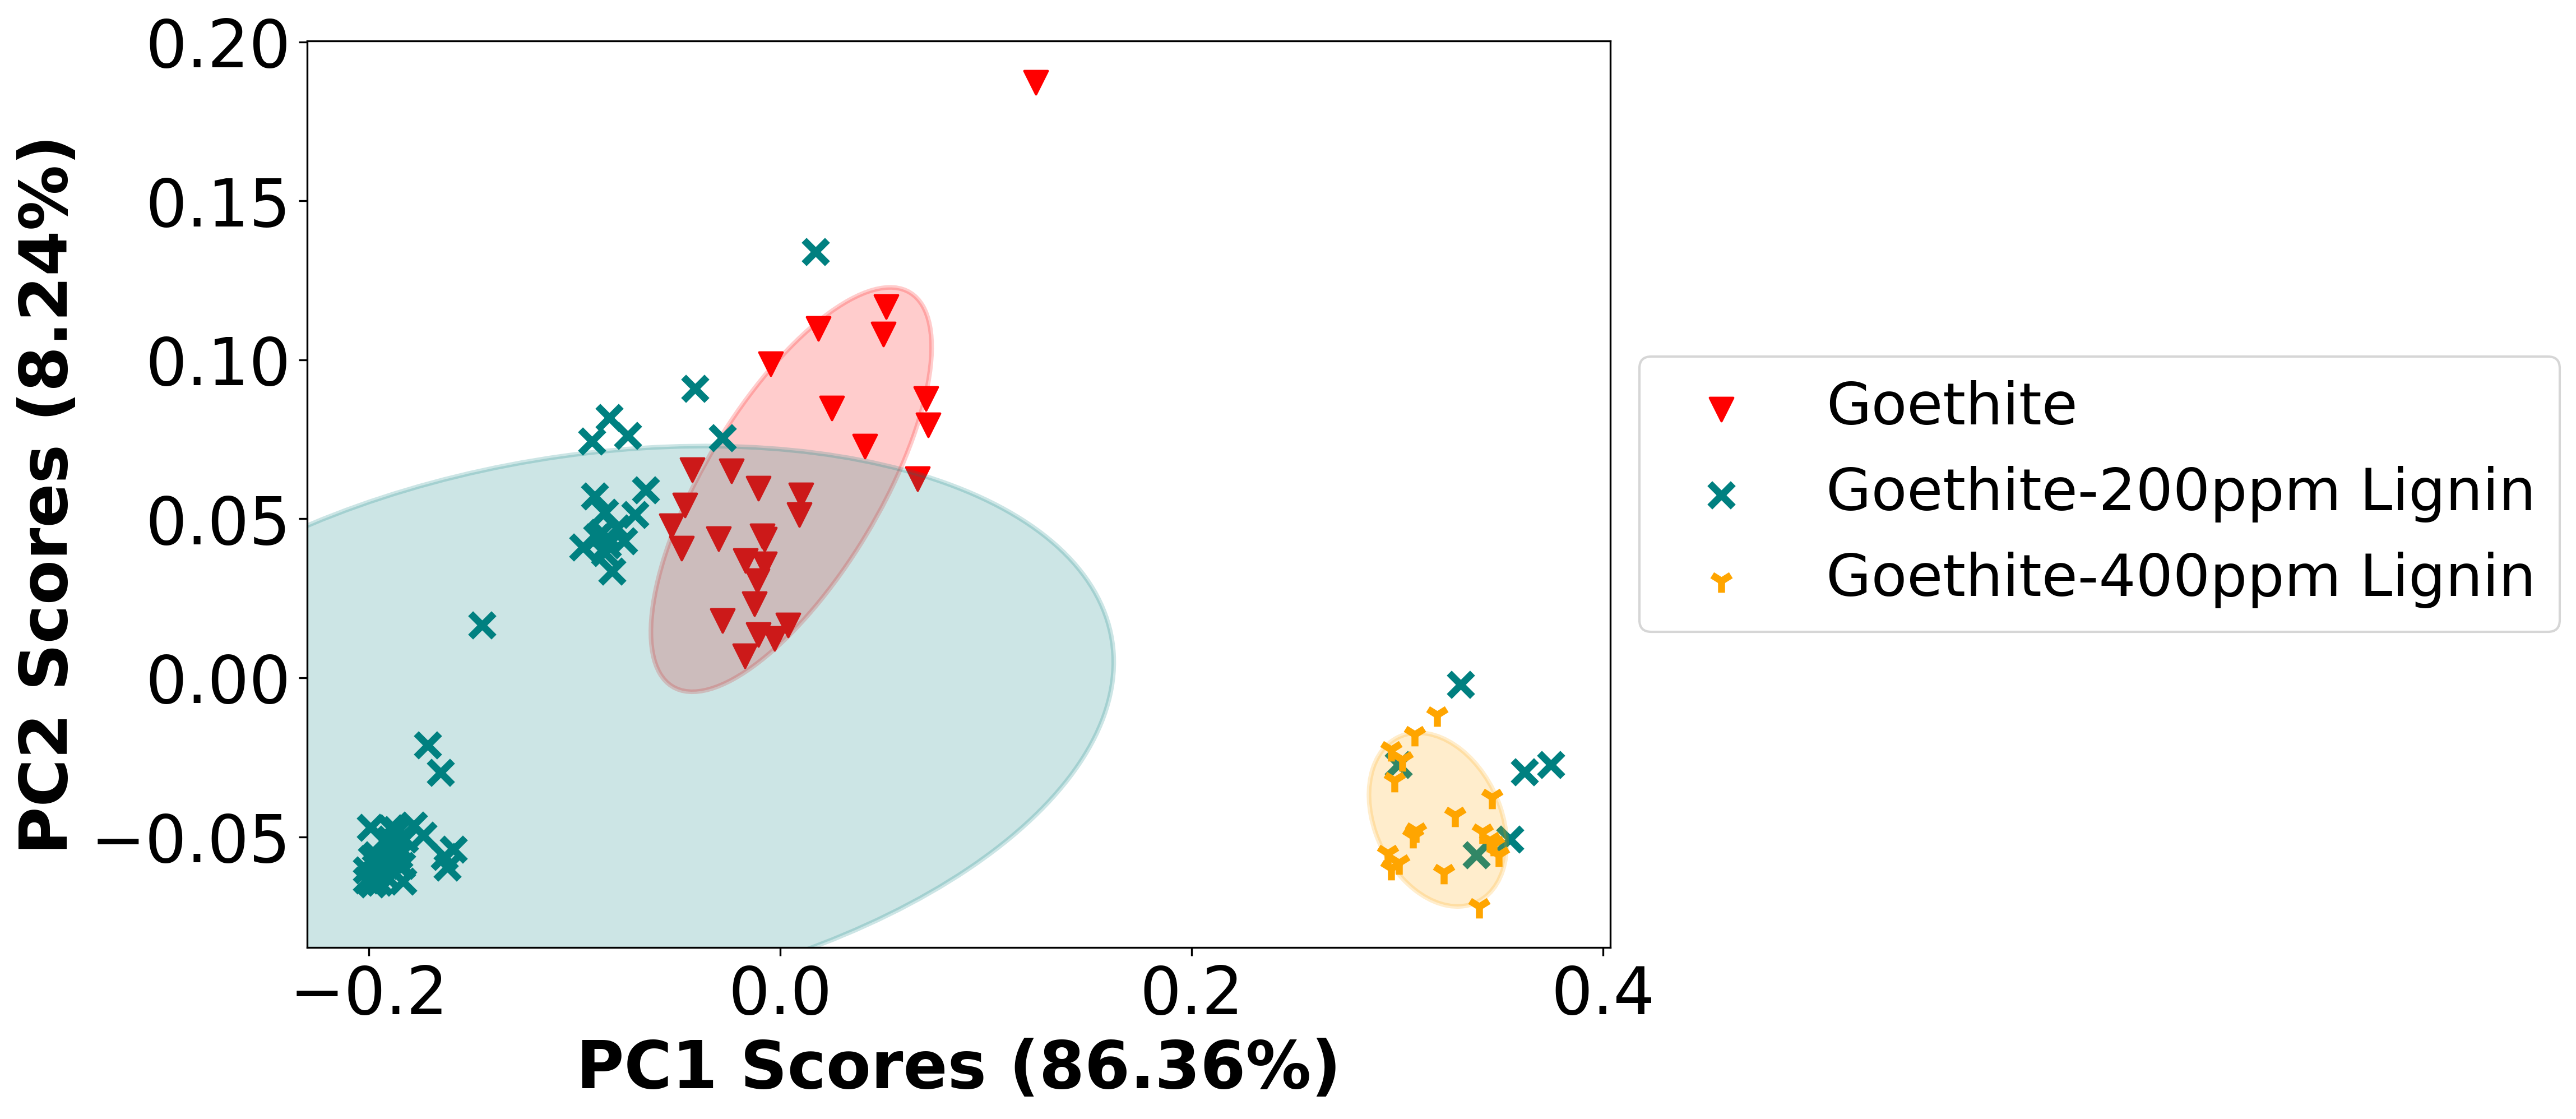 0.20
0.15
0.10
0.05
0.00
−0.05
PC2 Scores (8.24%)
−0.2
0.0
0.2
0.4
PC1 Scores (86.36%)
Goethite
Goethite-200ppm Lignin
Goethite-400ppm Lignin